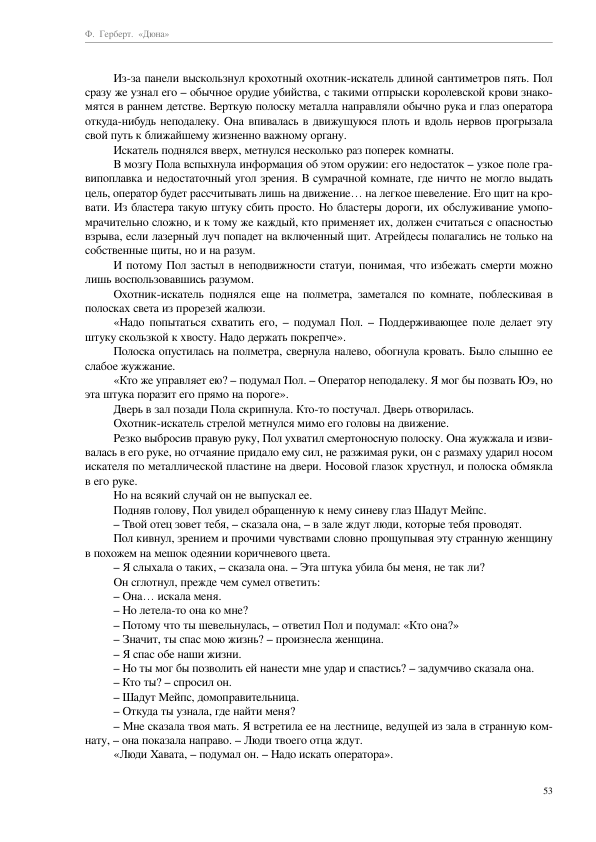 Ф. Герберт. «Дюна»
Из-за панели выскользнул крохотный охотник-искатель длиной сантиметров пять. Пол
сразу же узнал его – обычное орудие убийства, с такими отпрыски королевской крови знако-
мятся в раннем детстве. Верткую полоску металла направляли обычно рука и глаз оператора
откуда-нибудь неподалеку. Она впивалась в движущуюся плоть и вдоль нервов прогрызала
свой путь к ближайшему жизненно важному органу.
Искатель поднялся вверх, метнулся несколько раз поперек комнаты.
В мозгу Пола вспыхнула информация об этом оружии: его недостаток – узкое поле гра-
випоплавка и недостаточный угол зрения. В сумрачной комнате, где ничто не могло выдать
цель, оператор будет рассчитывать лишь на движение… на легкое шевеление. Его щит на кро-
вати. Из бластера такую штуку сбить просто. Но бластеры дороги, их обслуживание умопо-
мрачительно сложно, и к тому же каждый, кто применяет их, должен считаться с опасностью
взрыва, если лазерный луч попадет на включенный щит. Атрейдесы полагались не только на
собственные щиты, но и на разум.
И потому Пол застыл в неподвижности статуи, понимая, что избежать смерти можно
лишь воспользовавшись разумом.
Охотник-искатель поднялся еще на полметра, заметался по комнате, поблескивая в
полосках света из прорезей жалюзи.
«Надо попытаться схватить его, – подумал Пол. – Поддерживающее поле делает эту
штуку скользкой к хвосту. Надо держать покрепче».
Полоска опустилась на полметра, свернула налево, обогнула кровать. Было слышно ее
слабое жужжание.
«Кто же управляет ею? – подумал Пол. – Оператор неподалеку. Я мог бы позвать Юэ, но
эта штука поразит его прямо на пороге».
Дверь в зал позади Пола скрипнула. Кто-то постучал. Дверь отворилась.
Охотник-искатель стрелой метнулся мимо его головы на движение.
Резко выбросив правую руку, Пол ухватил смертоносную полоску. Она жужжала и изви-
валась в его руке, но отчаяние придало ему сил, не разжимая руки, он с размаху ударил носом
искателя по металлической пластине на двери. Носовой глазок хрустнул, и полоска обмякла
в его руке.
Но на всякий случай он не выпускал ее.
Подняв голову, Пол увидел обращенную к нему синеву глаз Шадут Мейпс.
– Твой отец зовет тебя, – сказала она, – в зале ждут люди, которые тебя проводят.
Пол кивнул, зрением и прочими чувствами словно прощупывая эту странную женщину
в похожем на мешок одеянии коричневого цвета.
– Я слыхала о таких, – сказала она. – Эта штука убила бы меня, не так ли?
Он сглотнул, прежде чем сумел ответить:
– Она… искала меня.
– Но летела-то она ко мне?
– Потому что ты шевельнулась, – ответил Пол и подумал: «Кто она?»
– Значит, ты спас мою жизнь? – произнесла женщина.
– Я спас обе наши жизни.
– Но ты мог бы позволить ей нанести мне удар и спастись? – задумчиво сказала она.
– Кто ты? – спросил он.
– Шадут Мейпс, домоправительница.
– Откуда ты узнала, где найти меня?
– Мне сказала твоя мать. Я встретила ее на лестнице, ведущей из зала в странную ком-
нату, – она показала направо. – Люди твоего отца ждут.
«Люди Хавата, – подумал он. – Надо искать оператора».
53